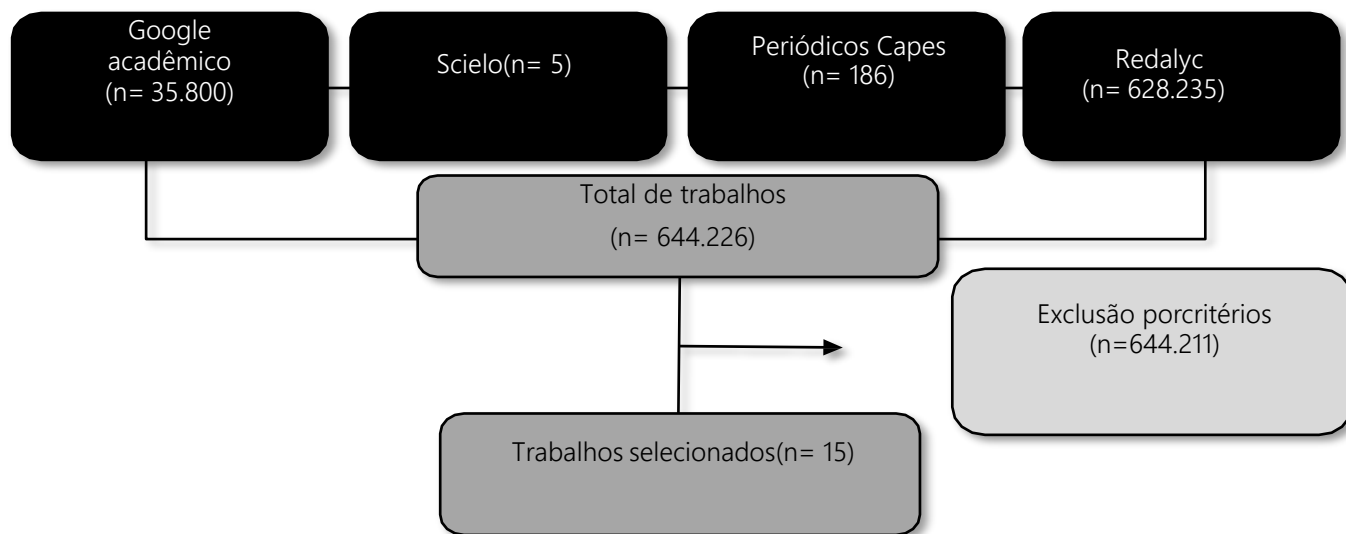 Google
acadêmico
(n= 35.800)
Scielo(n= 5)
Periódicos Capes
(n= 186)
Redalyc
(n= 628.235)
Total de trabalhos
(n= 644.226)
Exclusão porcritérios
(n=644.211)
Trabalhos selecionados(n= 15)